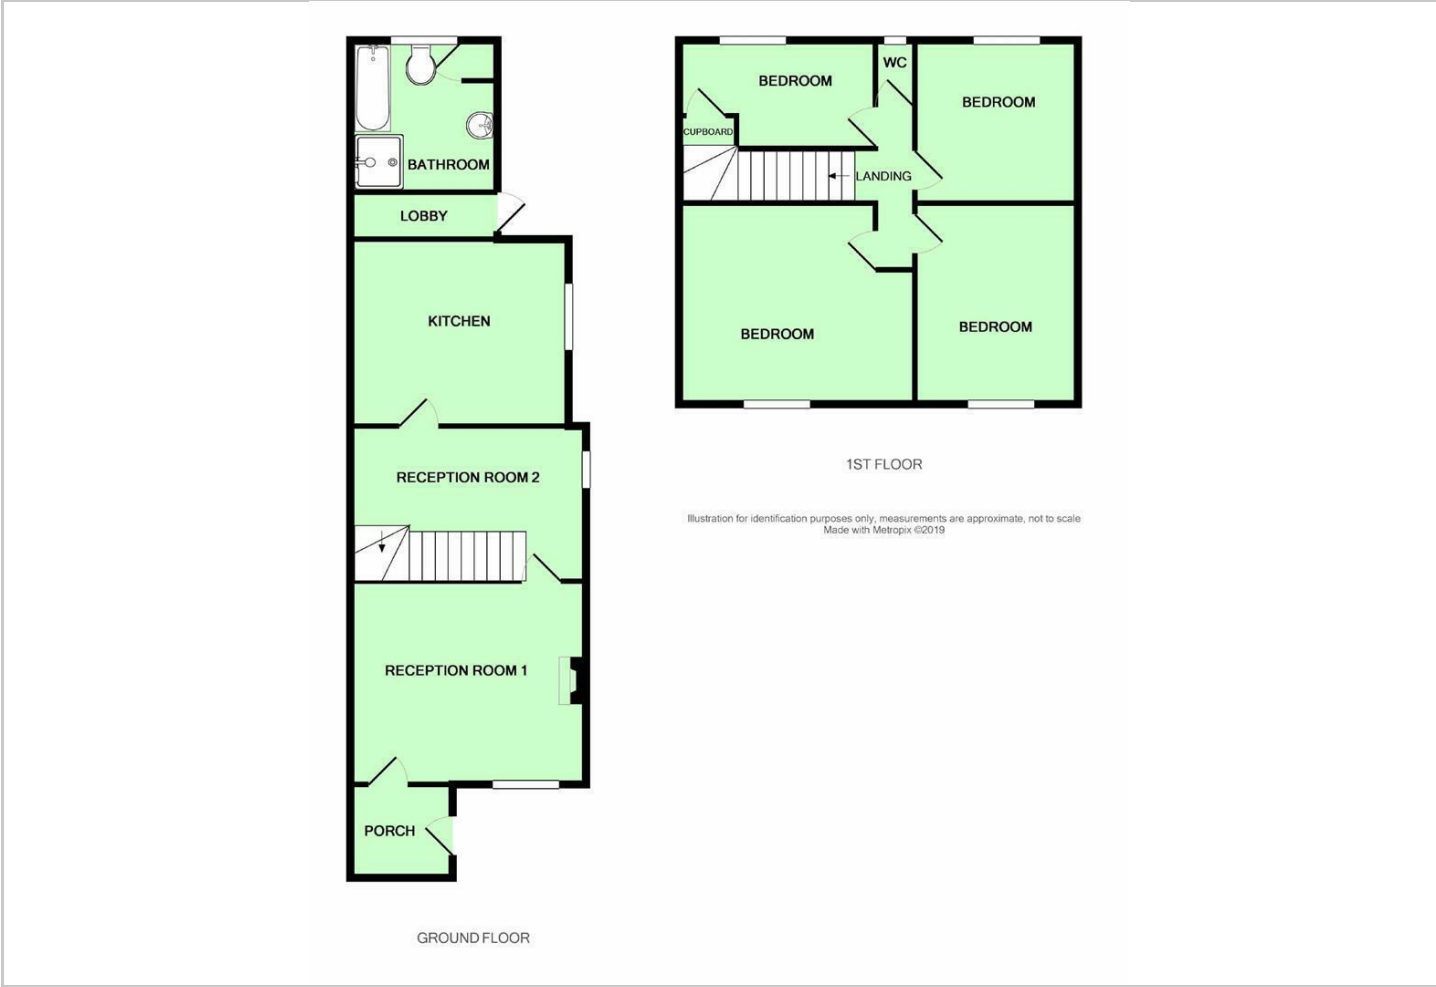 BATHROOM
LOBBY
KITCHEN
RECEPTION ROOM 2
RECEPTION ROOM 1
PORCH
GROUND FLOOR
BEDROOM
WC
BEDROOM
CUPBOARD
LANDING
BEDROOM
BEDROOM
1ST FLOOR
Illustration for identification purposes only, measurements are approximate, not to scale
Made with Metropix ©2019